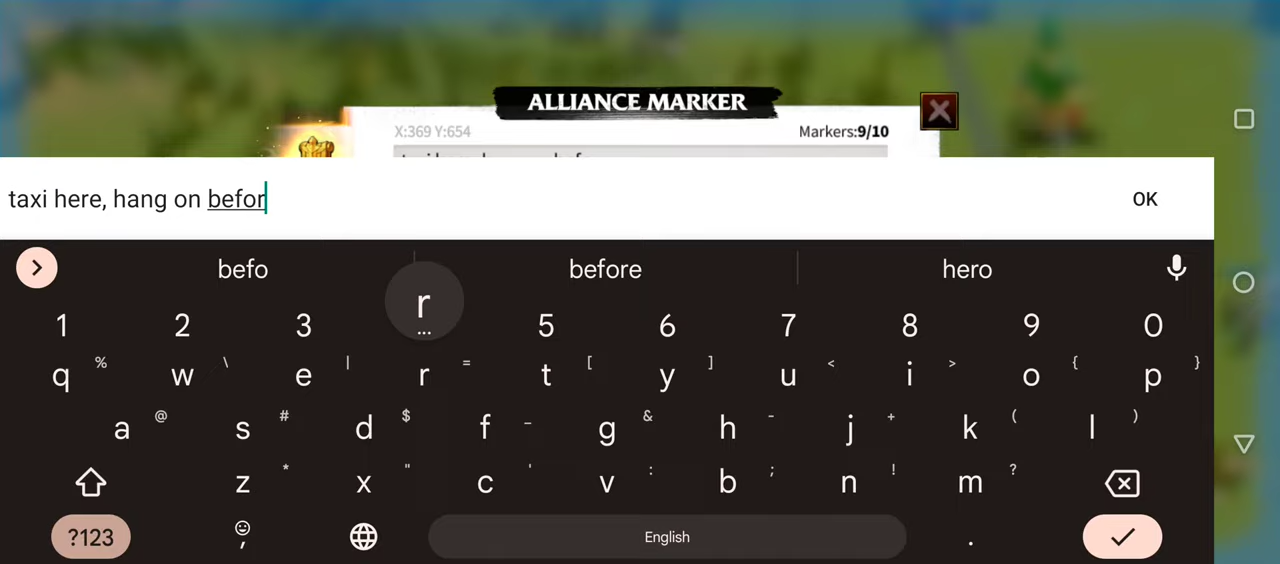 ALLIANCE MARKER
X:369 Y:654
Markers:9/10
taxi here, hang on befor
OK
befo before hero
r
1 2 3 5 6 7 8 9 0
q % w \ e | r = t [ y ] u < i > o { p }
a @ s # d $ f _ g & h - j + k ( l )
z * x " c ' v : b ; n ! m ?
?123 , English .